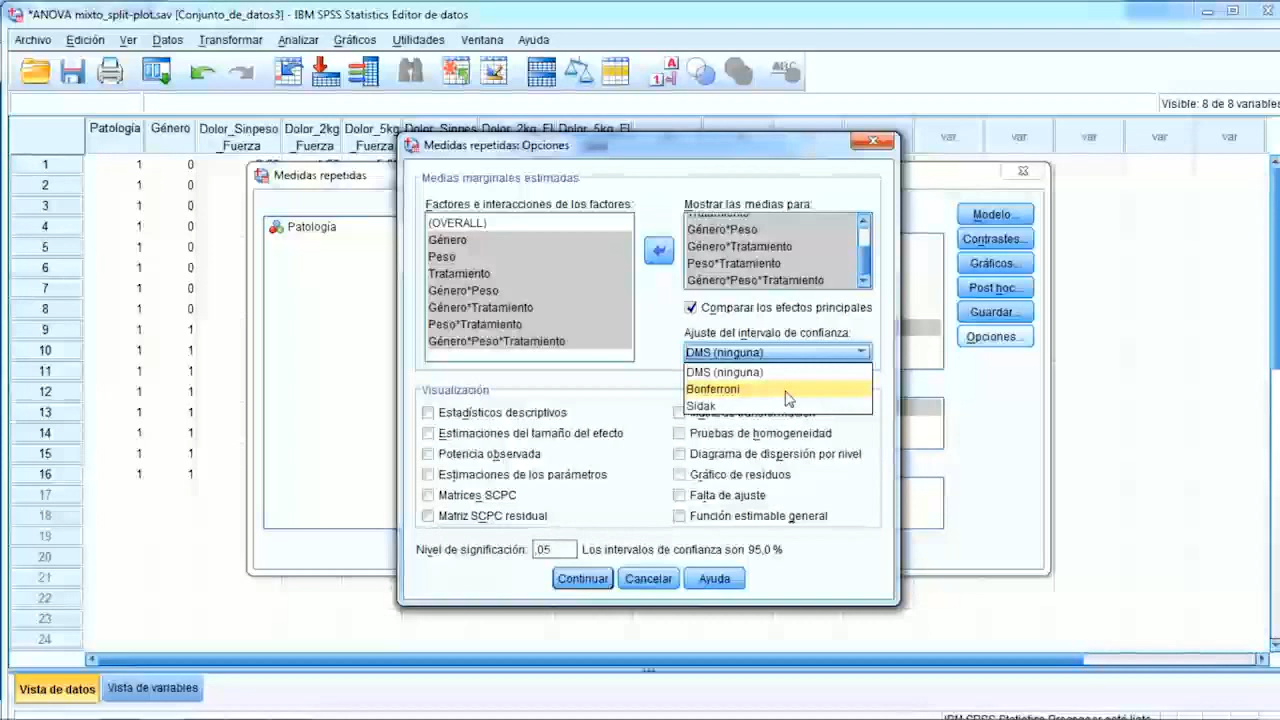 *ANOVA mixto_split-plot.sav [Conjunto_de_datos3] - IBM SPSS Statistics Editor de datos
Archivo Edición Ver Datos Transformar Analizar Gráficos Utilidades Ventana Ayuda
Visible: 8 de 8 variables
Patología Género Dolor_Sinpeso_Fuerza Dolor_2kg_Fuerza Dolor_5kg_Fuerza var var var var var
1 1 0
2 1 0
3 1 0
4 1 0
5 1 0
6 1 0
7 1 0
8 1 0
9 1 1
10 1 1
11 1 1
12 1 1
13 1 1
14 1 1
15 1 1
16 1 1
17
18
19
20
21
22
23
24
Medidas repetidas
Patología
Modelo...
Contrastes...
Gráficos...
Post hoc...
Guardar...
Opciones...
Medidas repetidas: Opciones
Medias marginales estimadas
Factores e interacciones de los factores:
(OVERALL)
Género
Peso
Tratamiento
Género*Peso
Género*Tratamiento
Peso*Tratamiento
Género*Peso*Tratamiento
Mostrar las medias para:
Tratamiento
Género*Peso
Género*Tratamiento
Peso*Tratamiento
Género*Peso*Tratamiento
Comparar los efectos principales
Ajuste del intervalo de confianza:
DMS (ninguna)
DMS (ninguna)
Bonferroni
Sidak
Visualización
Estadísticos descriptivos
Estimaciones del tamaño del efecto
Pruebas de homogeneidad
Potencia observada
Diagrama de dispersión por nivel
Estimaciones de los parámetros
Gráfico de residuos
Matrices SCPC
Falta de ajuste
Matriz SCPC residual
Función estimable general
Nivel de significación: ,05 Los intervalos de confianza son 95,0 %
Continuar Cancelar Ayuda
Vista de datos Vista de variables